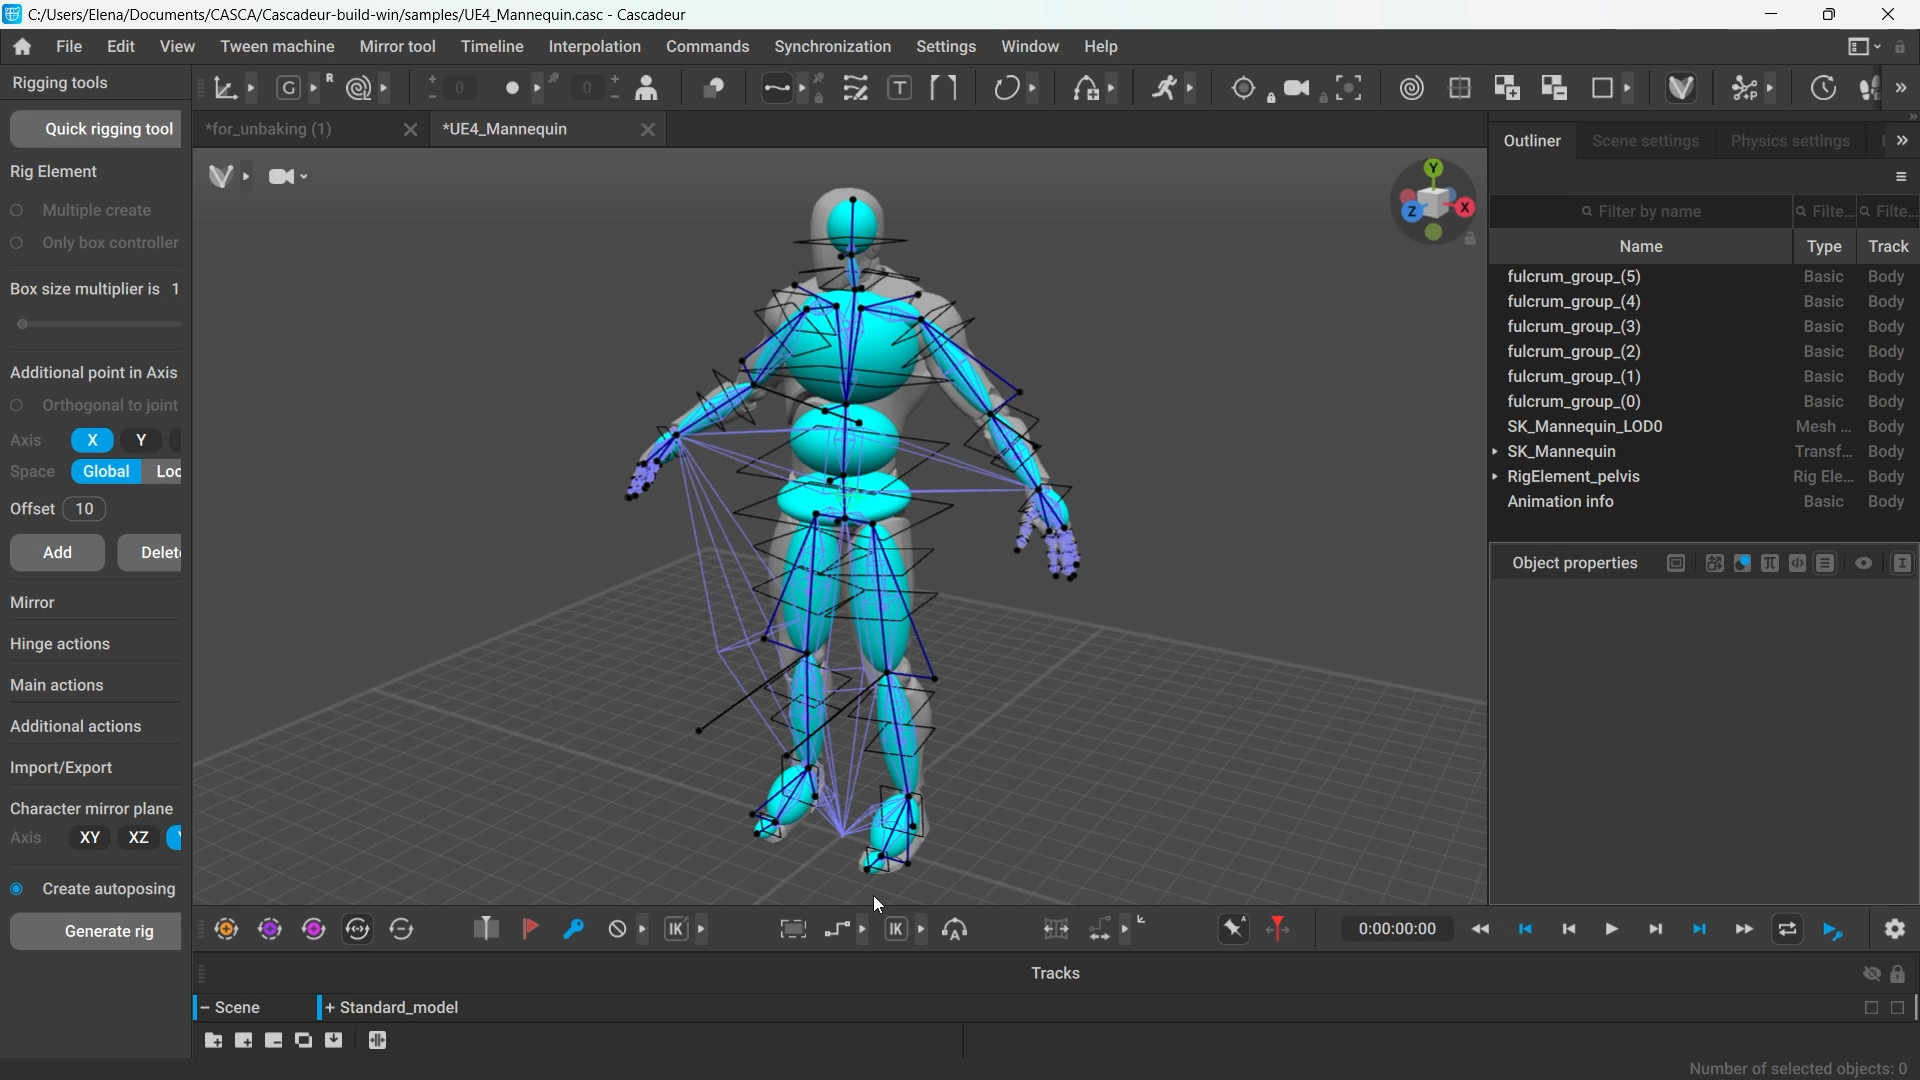 C:/Users/Elena/Documents/CASCA/Cascadeur-build-win/samples/UE4_Mannequin.casc - Cascadeur
File Edit View Tween machine Mirror tool Timeline Interpolation Commands Synchronization Settings Window Help
Rigging tools
G R 0 0 T
Quick rigging tool
*for_unbaking (1) *UE4_Mannequin
Outliner Scene settings Physics settings
Rig Element
Multiple create
Only box controller
Y
Z X
Filter by name Filte... Filte...
Name Type Track
Box size multiplier is 1
fulcrum_group_(5) Basic Body
fulcrum_group_(4) Basic Body
fulcrum_group_(3) Basic Body
fulcrum_group_(2) Basic Body
fulcrum_group_(1) Basic Body
fulcrum_group_(0) Basic Body
SK_Mannequin_LOD0 Mesh ... Body
SK_Mannequin Transf... Body
RigElement_pelvis Rig Ele... Body
Animation info Basic Body
Additional point in Axis
Orthogonal to joint
Axis X Y
Space Global Loc
Offset 10
Add Delete
Object properties
Mirror
Hinge actions
Main actions
Additional actions
Import/Export
Character mirror plane
Axis XY XZ Y
Create autoposing
Generate rig
IK IK A 0:00:00:00
Tracks
− Scene + Standard_model
Number of selected objects: 0